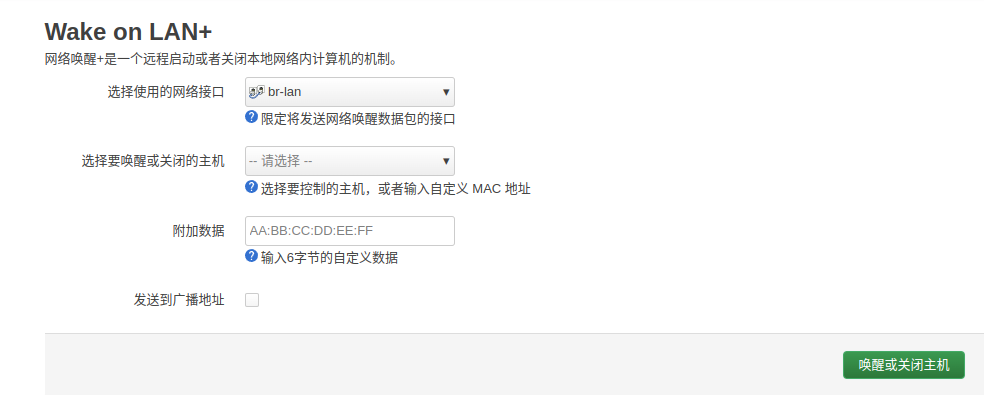 Wake on LAN+
网络唤醒+是一个远程启动或者关闭本地网络内计算机的机制。
选择使用的网络接口 br-lan
限定将发送网络唤醒数据包的接口
选择要唤醒或关闭的主机 -- 请选择 --
选择要控制的主机，或者输入自定义 MAC 地址
附加数据 AA:BB:CC:DD:EE:FF
输入6字节的自定义数据
发送到广播地址
唤醒或关闭主机